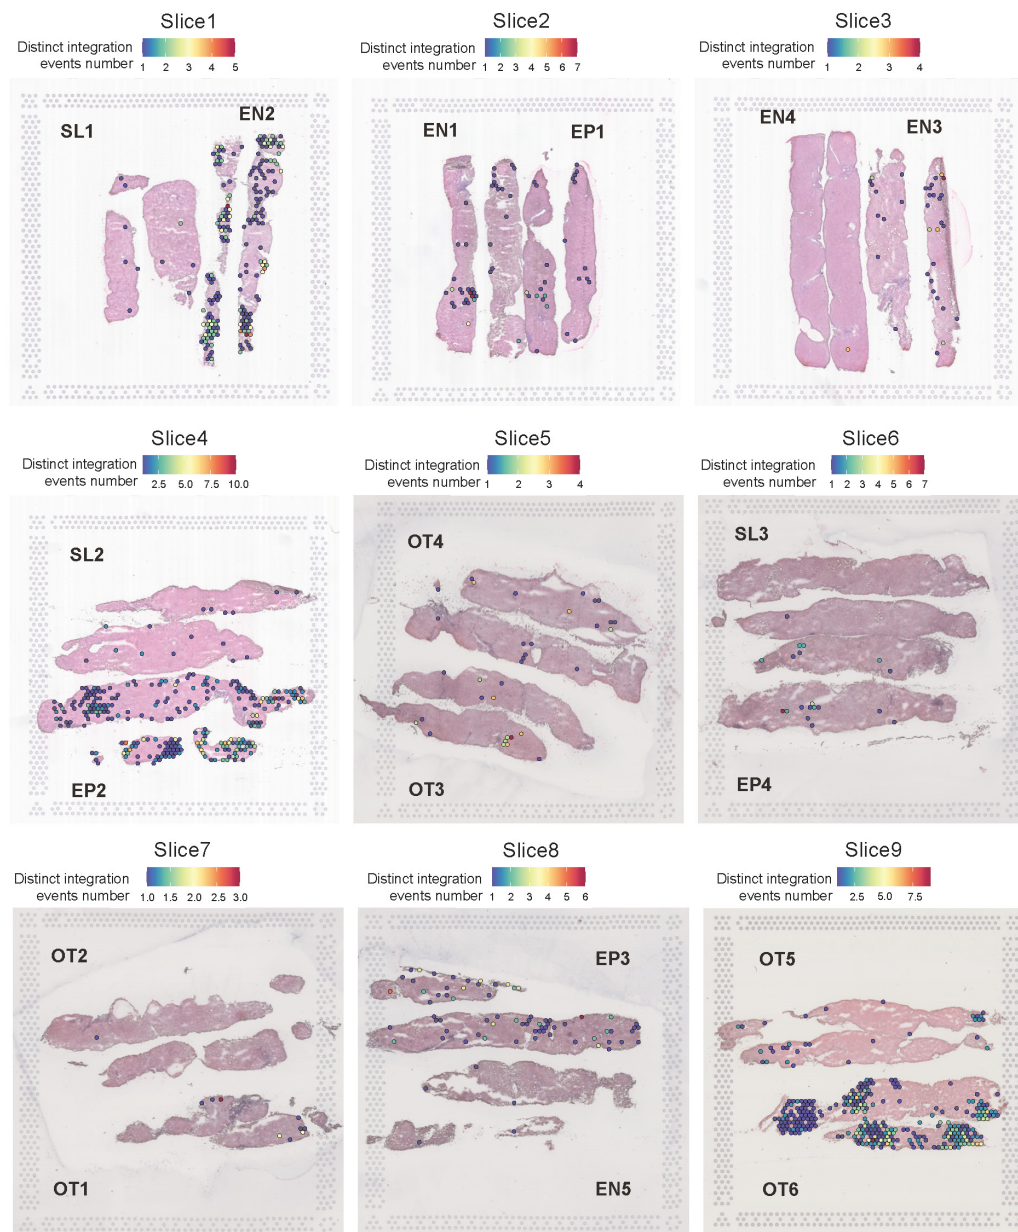 Slice1
Distinct integration
events number
1 2 3 4 5
SL1
EN2
Slice2
Distinct integration
events number
1 2 3 4 5 6 7
EN1
EP1
Slice3
Distinct integration
events number
1 2 3 4
EN4
EN3
Slice4
Distinct integration
events number
2.5 5.0 7.5 10.0
SL2
EP2
Slice5
Distinct integration
events number
1 2 3 4
OT4
OT3
Slice6
Distinct integration
events number
1 2 3 4 5 6 7
SL3
EP4
Slice7
Distinct integration
events number
1.0 1.5 2.0 2.5 3.0
OT2
OT1
Slice8
Distinct integration
events number
1 2 3 4 5 6
EP3
EN5
Slice9
Distinct integration
events number
2.5 5.0 7.5
OT5
OT6